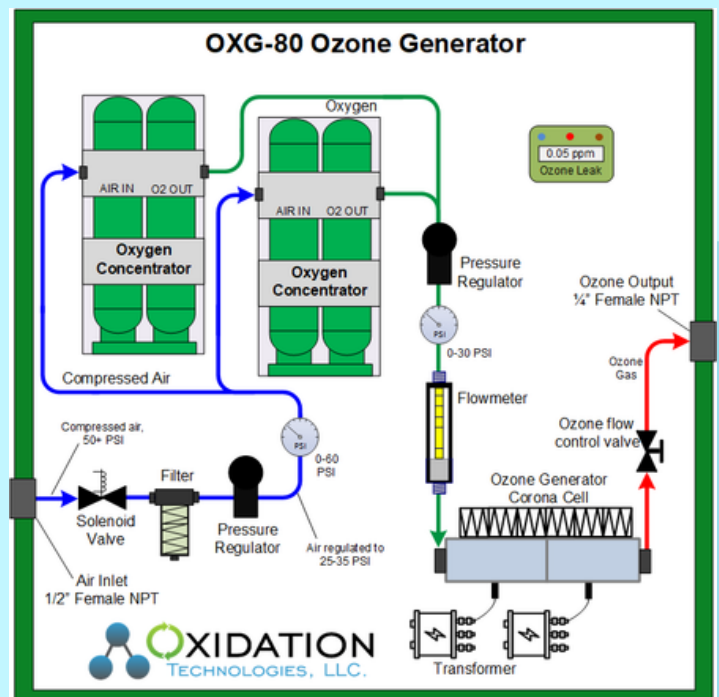 OXG-80 Ozone Generator
Oxygen
0.05 ppm
Ozone Leak
AIR IN O2 OUT
Oxygen
Concentrator
AIR IN O2 OUT
Oxygen
Concentrator
Pressure
Regulator
Ozone Output
¼" Female NPT
PSI
0-30 PSI
Ozone
Gas
Compressed Air
Flowmeter
Compressed air,
50+ PSI
PSI
0-60
PSI
Ozone flow
control valve
Filter
Solenoid
Valve
Pressure
Regulator
Ozone Generator
Corona Cell
Air regulated to
25-35 PSI
Air Inlet
1/2" Female NPT
Transformer
OXIDATION
TECHNOLOGIES, LLC.